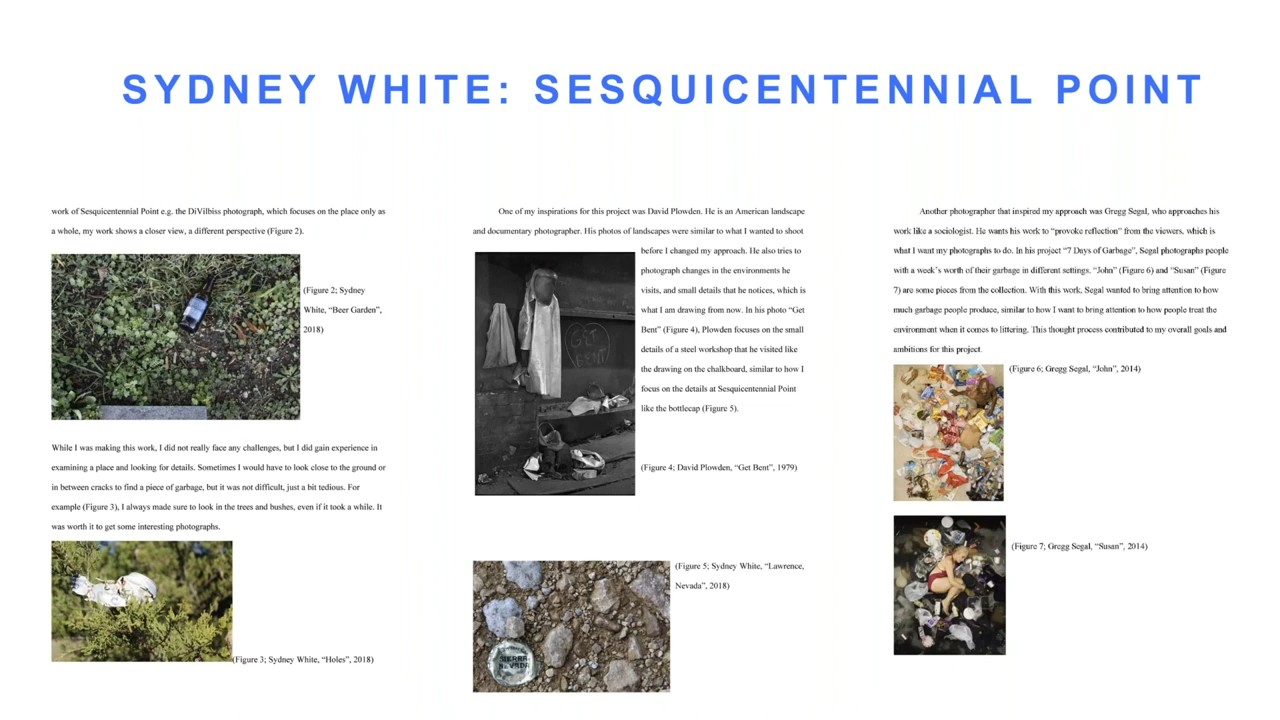 SYDNEY WHITE: SESQUICENTENNIAL POINT
work of Sesquicentennial Point e.g. the DiVilbiss photograph, which focuses on the place only as
a whole, my work shows a closer view, a different perspective (Figure 2).
(Figure 2; Sydney
White, “Beer Garden”,
2018)
While I was making this work, I did not really face any challenges, but I did gain experience in
examining a place and looking for details. Sometimes I would have to look close to the ground or
in between cracks to find a piece of garbage, but it was not difficult, just a bit tedious. For
example (Figure 3), I always made sure to look in the trees and bushes, even if it took a while. It
was worth it to get some interesting photographs.
(Figure 3; Sydney White, “Holes”, 2018)
One of my inspirations for this project was David Plowden. He is an American landscape
and documentary photographer. His photos of landscapes were similar to what I wanted to shoot
before I changed my approach. He also tries to
photograph changes in the environments he
visits, and small details that he notices, which is
what I am drawing from now. In his photo “Get
Bent” (Figure 4), Plowden focuses on the small
details of a steel workshop that he visited like
the drawing on the chalkboard, similar to how I
focus on the details at Sesquicentennial Point
like the bottlecap (Figure 5).
GET
BENT
(Figure 4; David Plowden, “Get Bent”, 1979)
(Figure 5; Sydney White, “Lawrence,
Nevada”, 2018)
SIERRA
NEVADA
Another photographer that inspired my approach was Gregg Segal, who approaches his
work like a sociologist. He wants his work to “provoke reflection” from the viewers, which is
what I want my photographs to do. In his project “7 Days of Garbage”, Segal photographs people
with a week’s worth of their garbage in different settings. “John” (Figure 6) and “Susan” (Figure
7) are some pieces from the collection. With this work, Segal wanted to bring attention to how
much garbage people produce, similar to how I want to bring attention to how people treat the
environment when it comes to littering. This thought process contributed to my overall goals and
ambitions for this project.
(Figure 6; Gregg Segal, “John”, 2014)
(Figure 7; Gregg Segal, “Susan”, 2014)